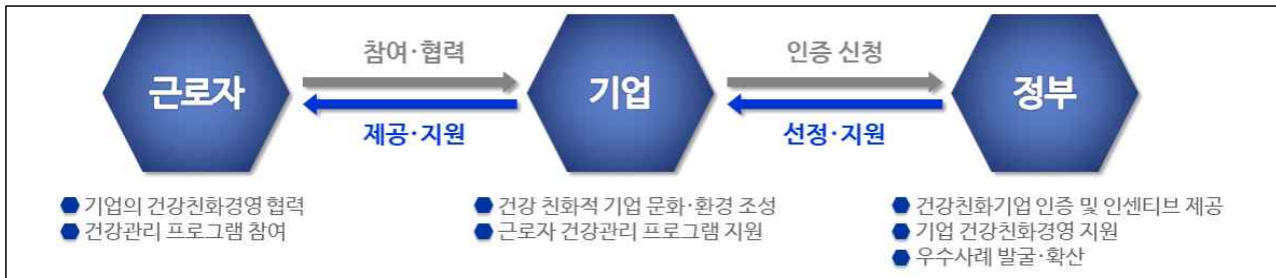 참여·협력
인증 신청
근로자
기업
정부
제공·지원
선정·지원
기업의 건강친화경영 협력
건강관리 프로그램 참여
건강 친화적 기업 문화·환경 조성
근로자 건강관리 프로그램 지원
건강친화기업 인증 및 인센티브 제공
기업 건강친화경영 지원
우수사례 발굴·확산